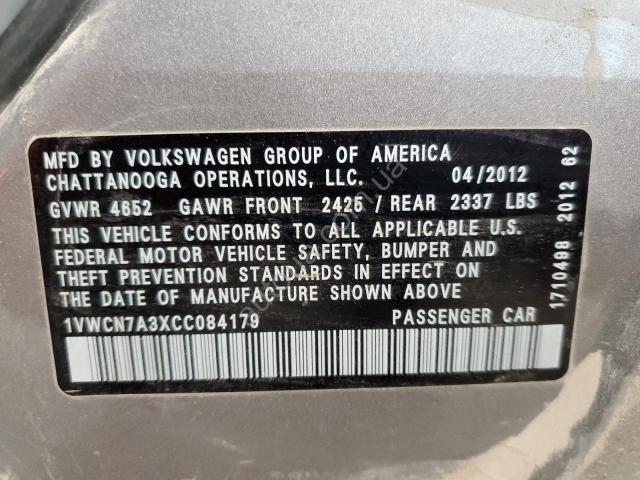 MFD BY VOLKSWAGEN GROUP OF AMERICA
CHATTANOOGA OPERATIONS, LLC. 04/2012
GVWR 4652 GAWR FRONT 2425 / REAR 2337 LBS
THIS VEHICLE CONFORMS TO ALL APPLICABLE U.S.
FEDERAL MOTOR VEHICLE SAFETY, BUMPER AND
THEFT PREVENTION STANDARDS IN EFFECT ON
THE DATE OF MANUFACTURE SHOWN ABOVE
1VWCN7A3XCC084179 PASSENGER CAR
1710498 2012 62